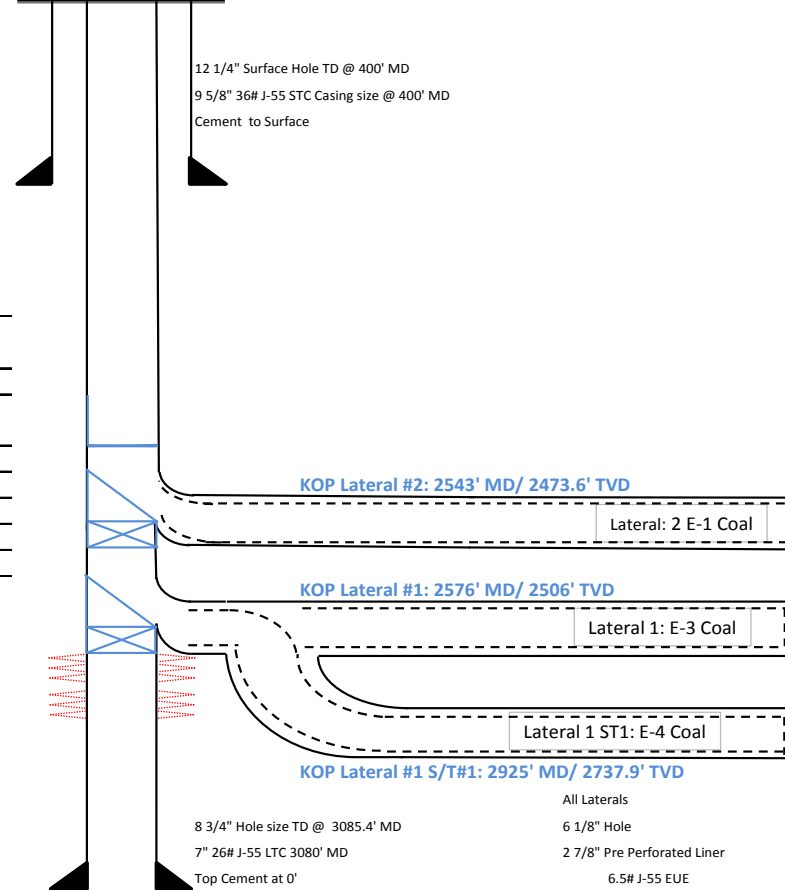 12 1/4" Surface Hole TD @ 400' MD
9 5/8" 36# J-55 STC Casing size @ 400' MD
Cement to Surface
KOP Lateral #2: 2543' MD/ 2473.6' TVD
Lateral: 2 E-1 Coal
KOP Lateral #1: 2576' MD/ 2506' TVD
Lateral 1: E-3 Coal
Lateral 1 ST1: E-4 Coal
KOP Lateral #1 S/T#1: 2925' MD/ 2737.9' TVD
All Laterals
8 3/4" Hole size TD @ 3085.4' MD
6 1/8" Hole
7" 26# J-55 LTC 3080' MD
2 7/8" Pre Perforated Liner
Top Cement at 0'
6.5# J-55 EUE